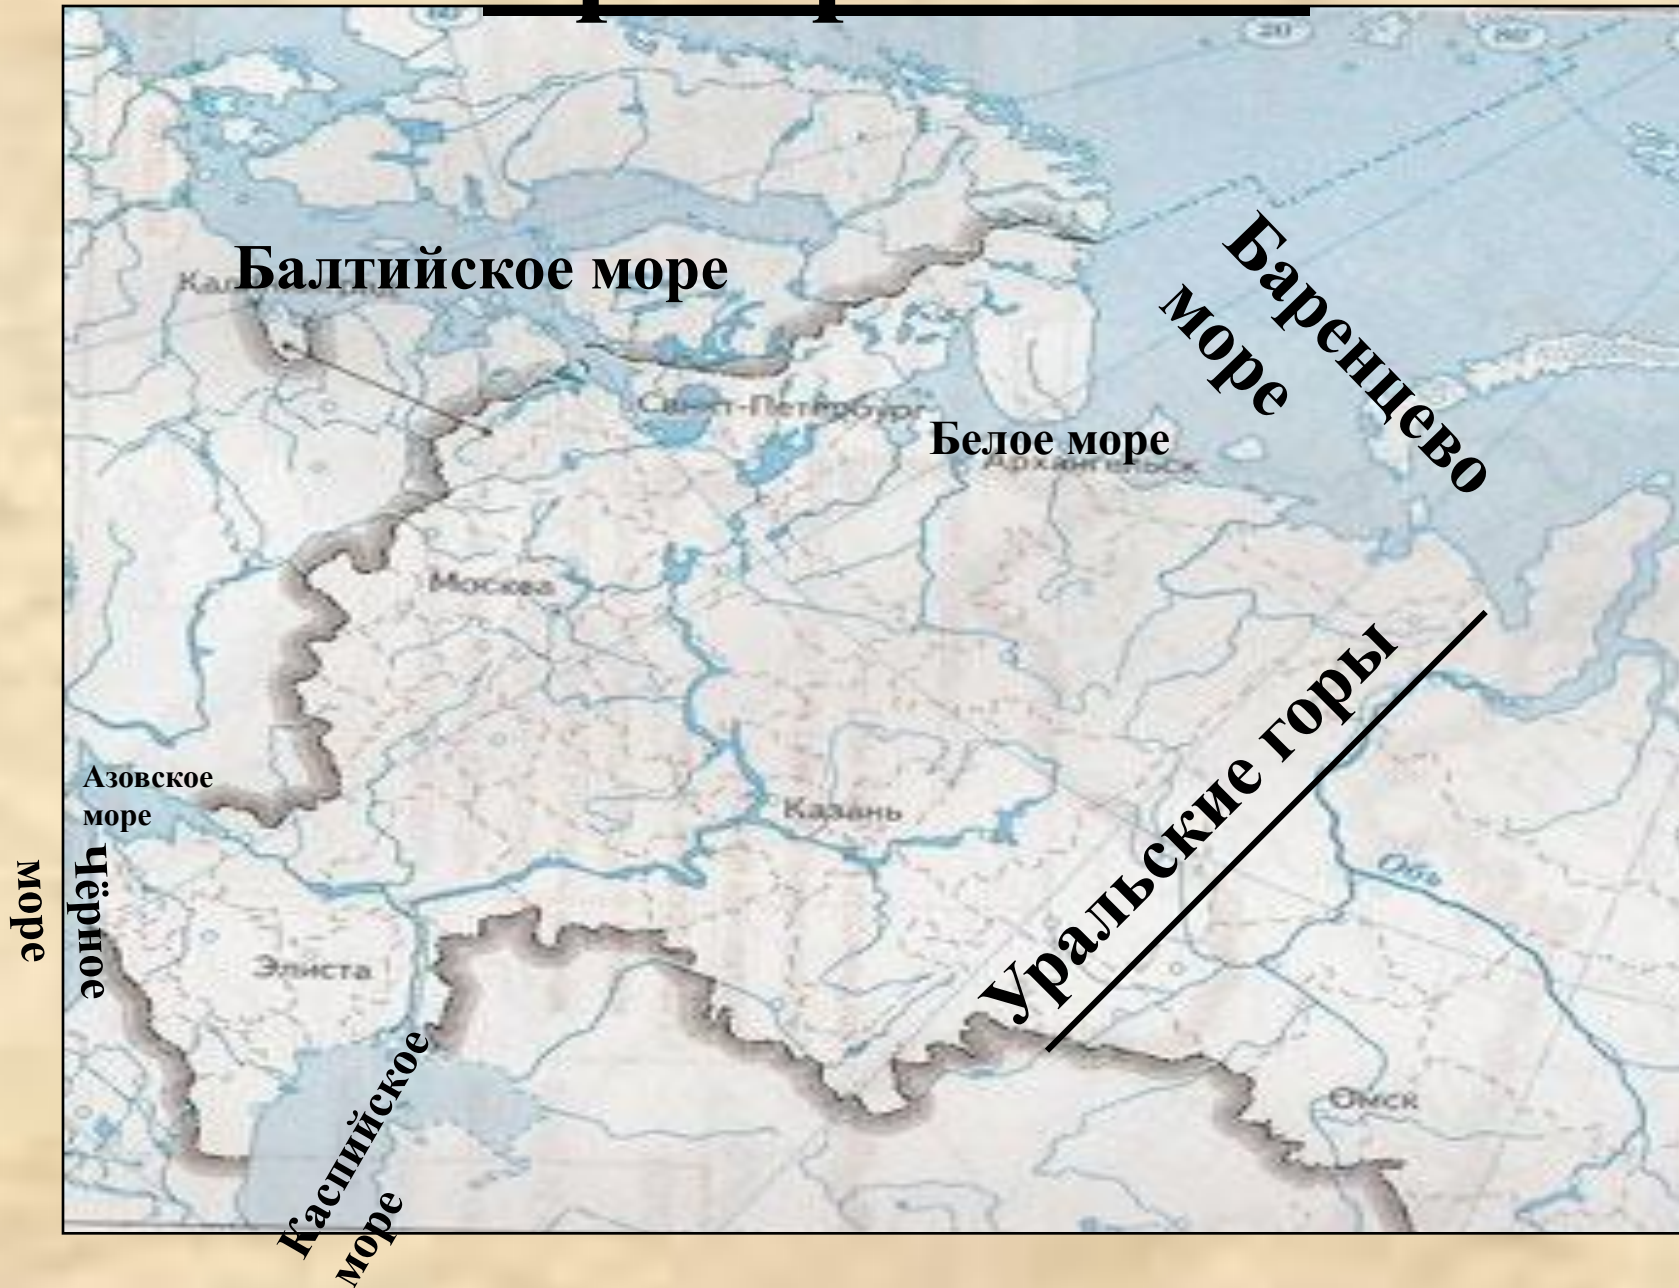 Балтийское море
Баренцево
море
Санкт-Петербург
Белое море
Архангельск
Москва
Азовское
море
Казань
Уральские горы
Чёрное
море
Обь
Элиста
Каспийское
море
Омск